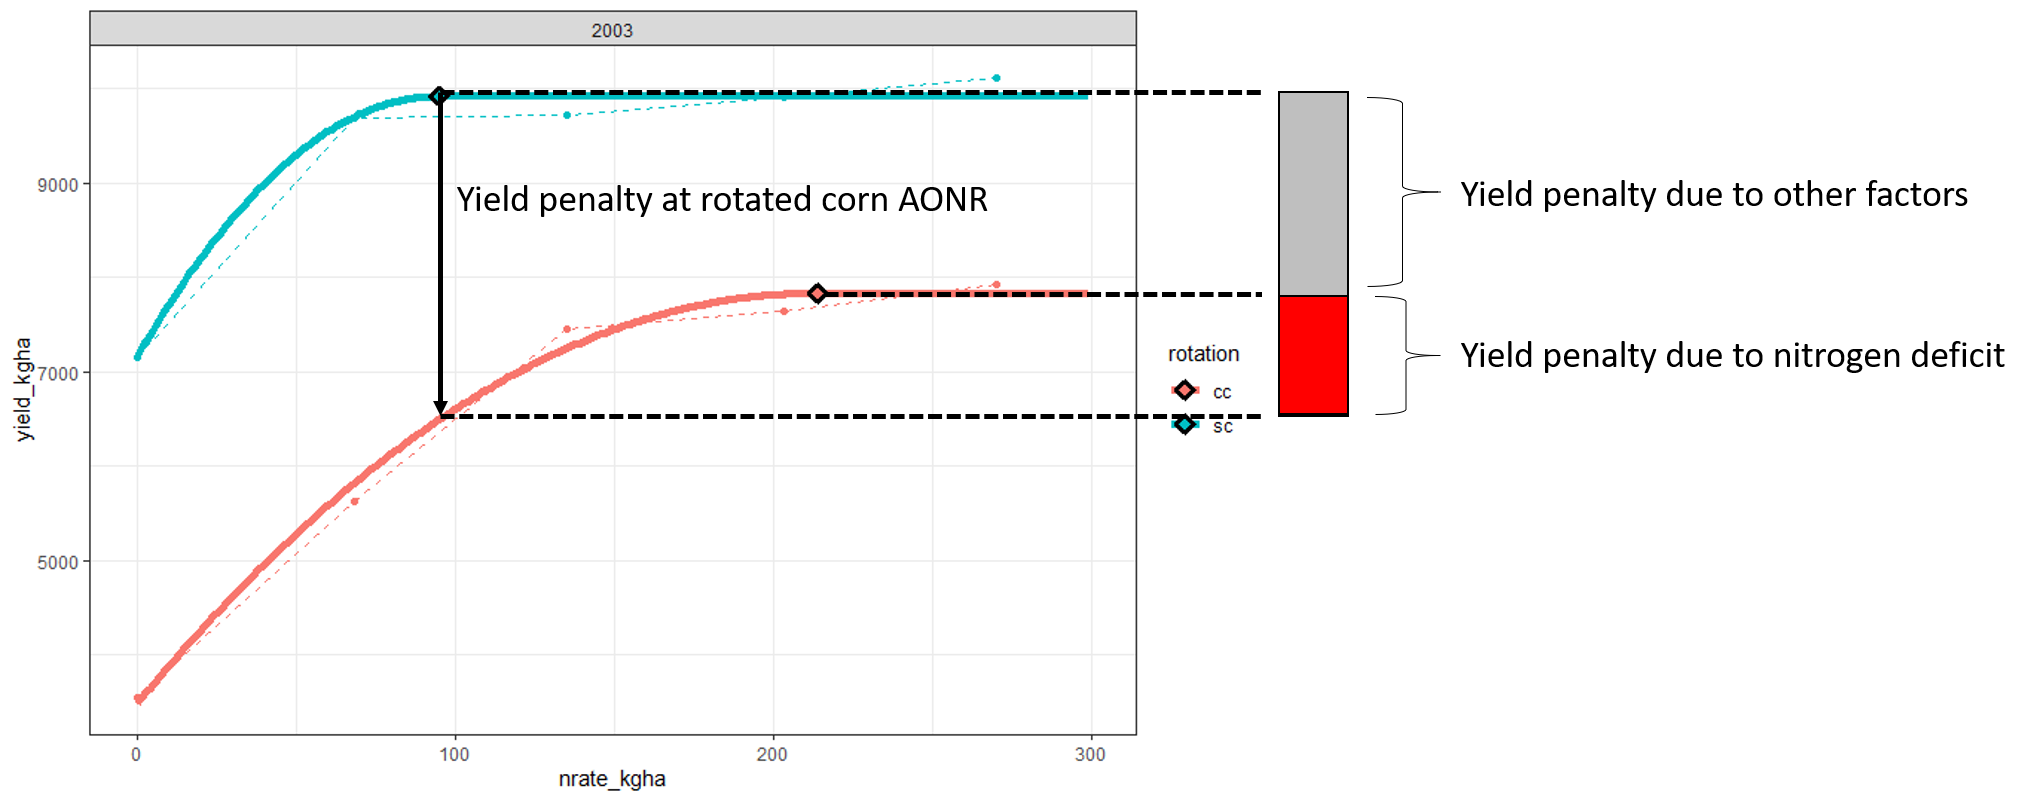 2003
9000
7000
5000
yield_kgha
0
100
200
300
nrate_kgha
Yield penalty at rotated corn AONR
rotation
cc
sc
Yield penalty due to other factors
Yield penalty due to nitrogen deficit